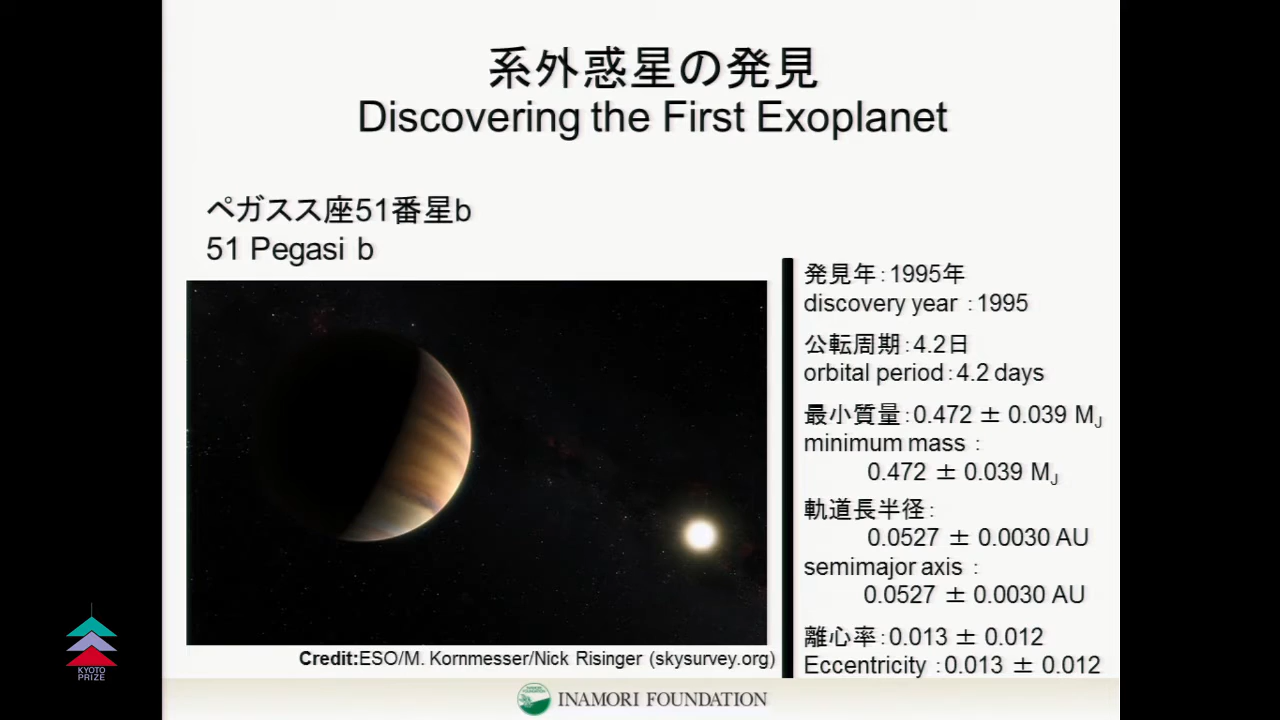 系外惑星の発見
Discovering the First Exoplanet
ペガスス座51番星b
51 Pegasi b
発見年:1995年
discovery year :1995
公転周期:4.2日
orbital period:4.2 days
最小質量:0.472 ± 0.039 MJ
minimum mass :
0.472 ± 0.039 MJ
軌道長半径:
0.0527 ± 0.0030 AU
semimajor axis :
0.0527 ± 0.0030 AU
離心率:0.013 ± 0.012
Eccentricity :0.013 ± 0.012
Credit:ESO/M. Kornmesser/Nick Risinger (skysurvey.org)
KYOTO
PRIZE
INAMORI FOUNDATION